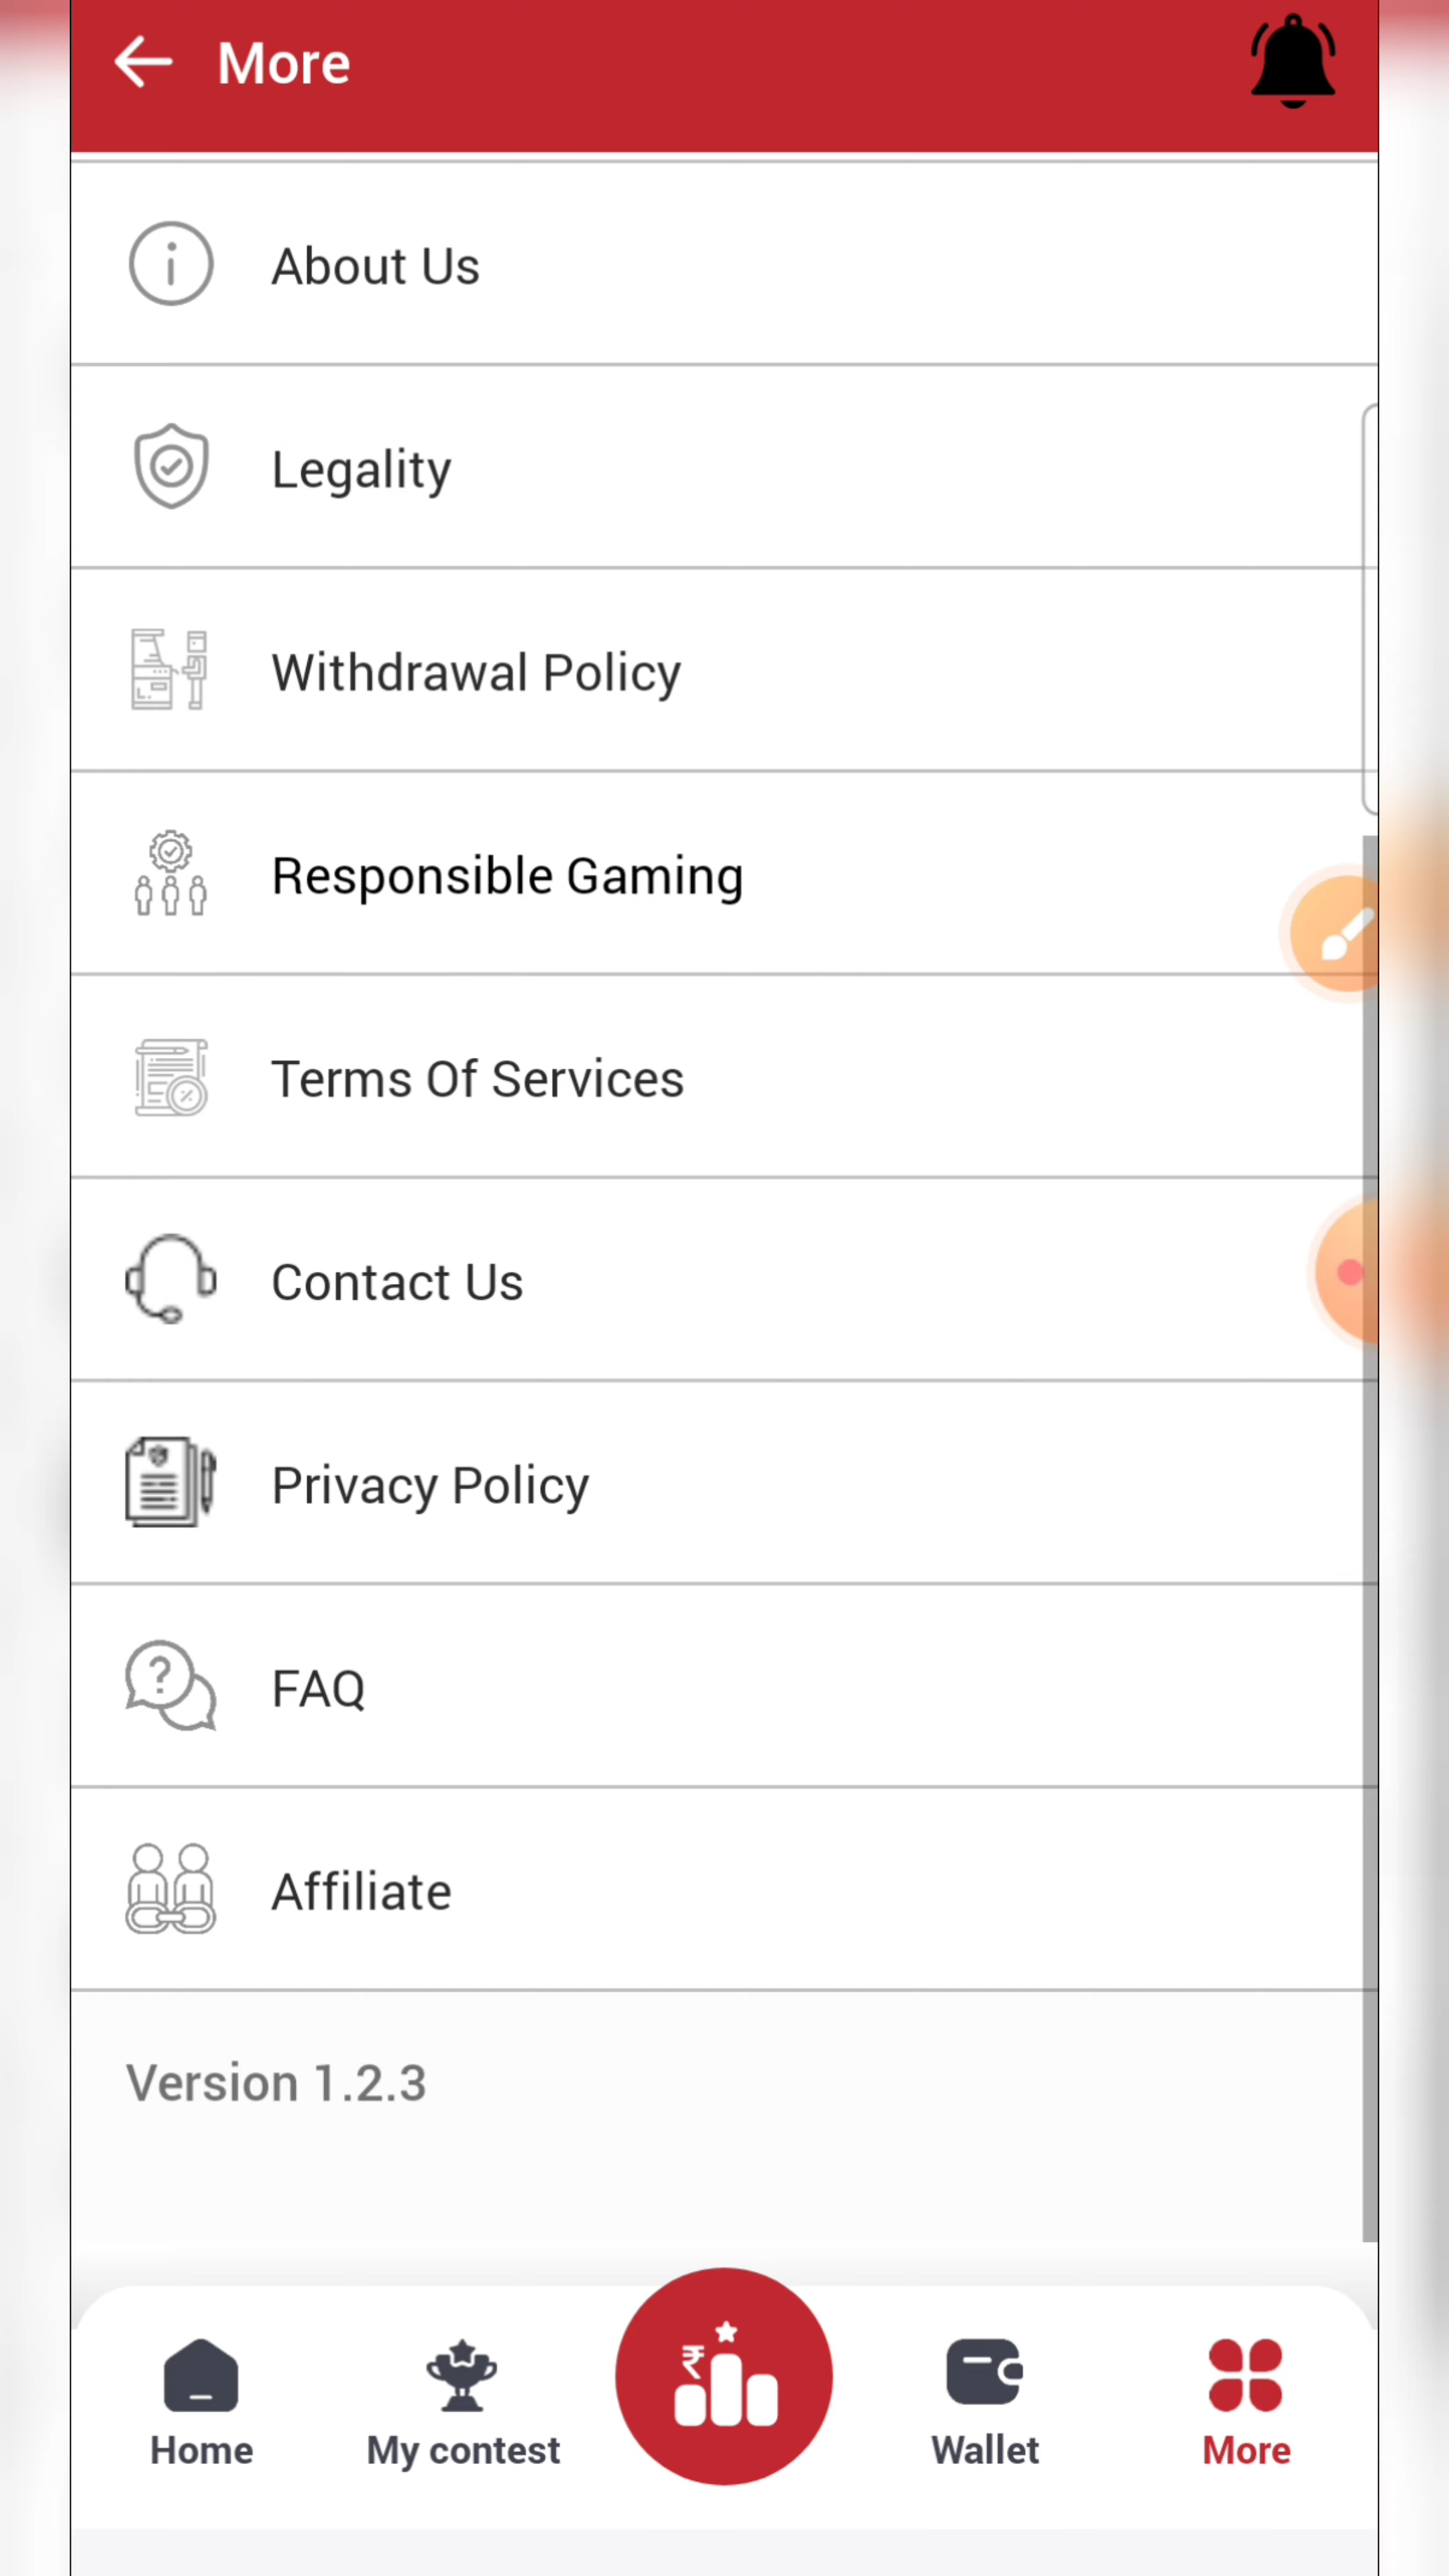 More
About Us
Legality
Withdrawal Policy
Responsible Gaming
Terms Of Services
Contact Us
Privacy Policy
FAQ
Affiliate
Version 1.2.3
₹
Home
My contest
Wallet
More